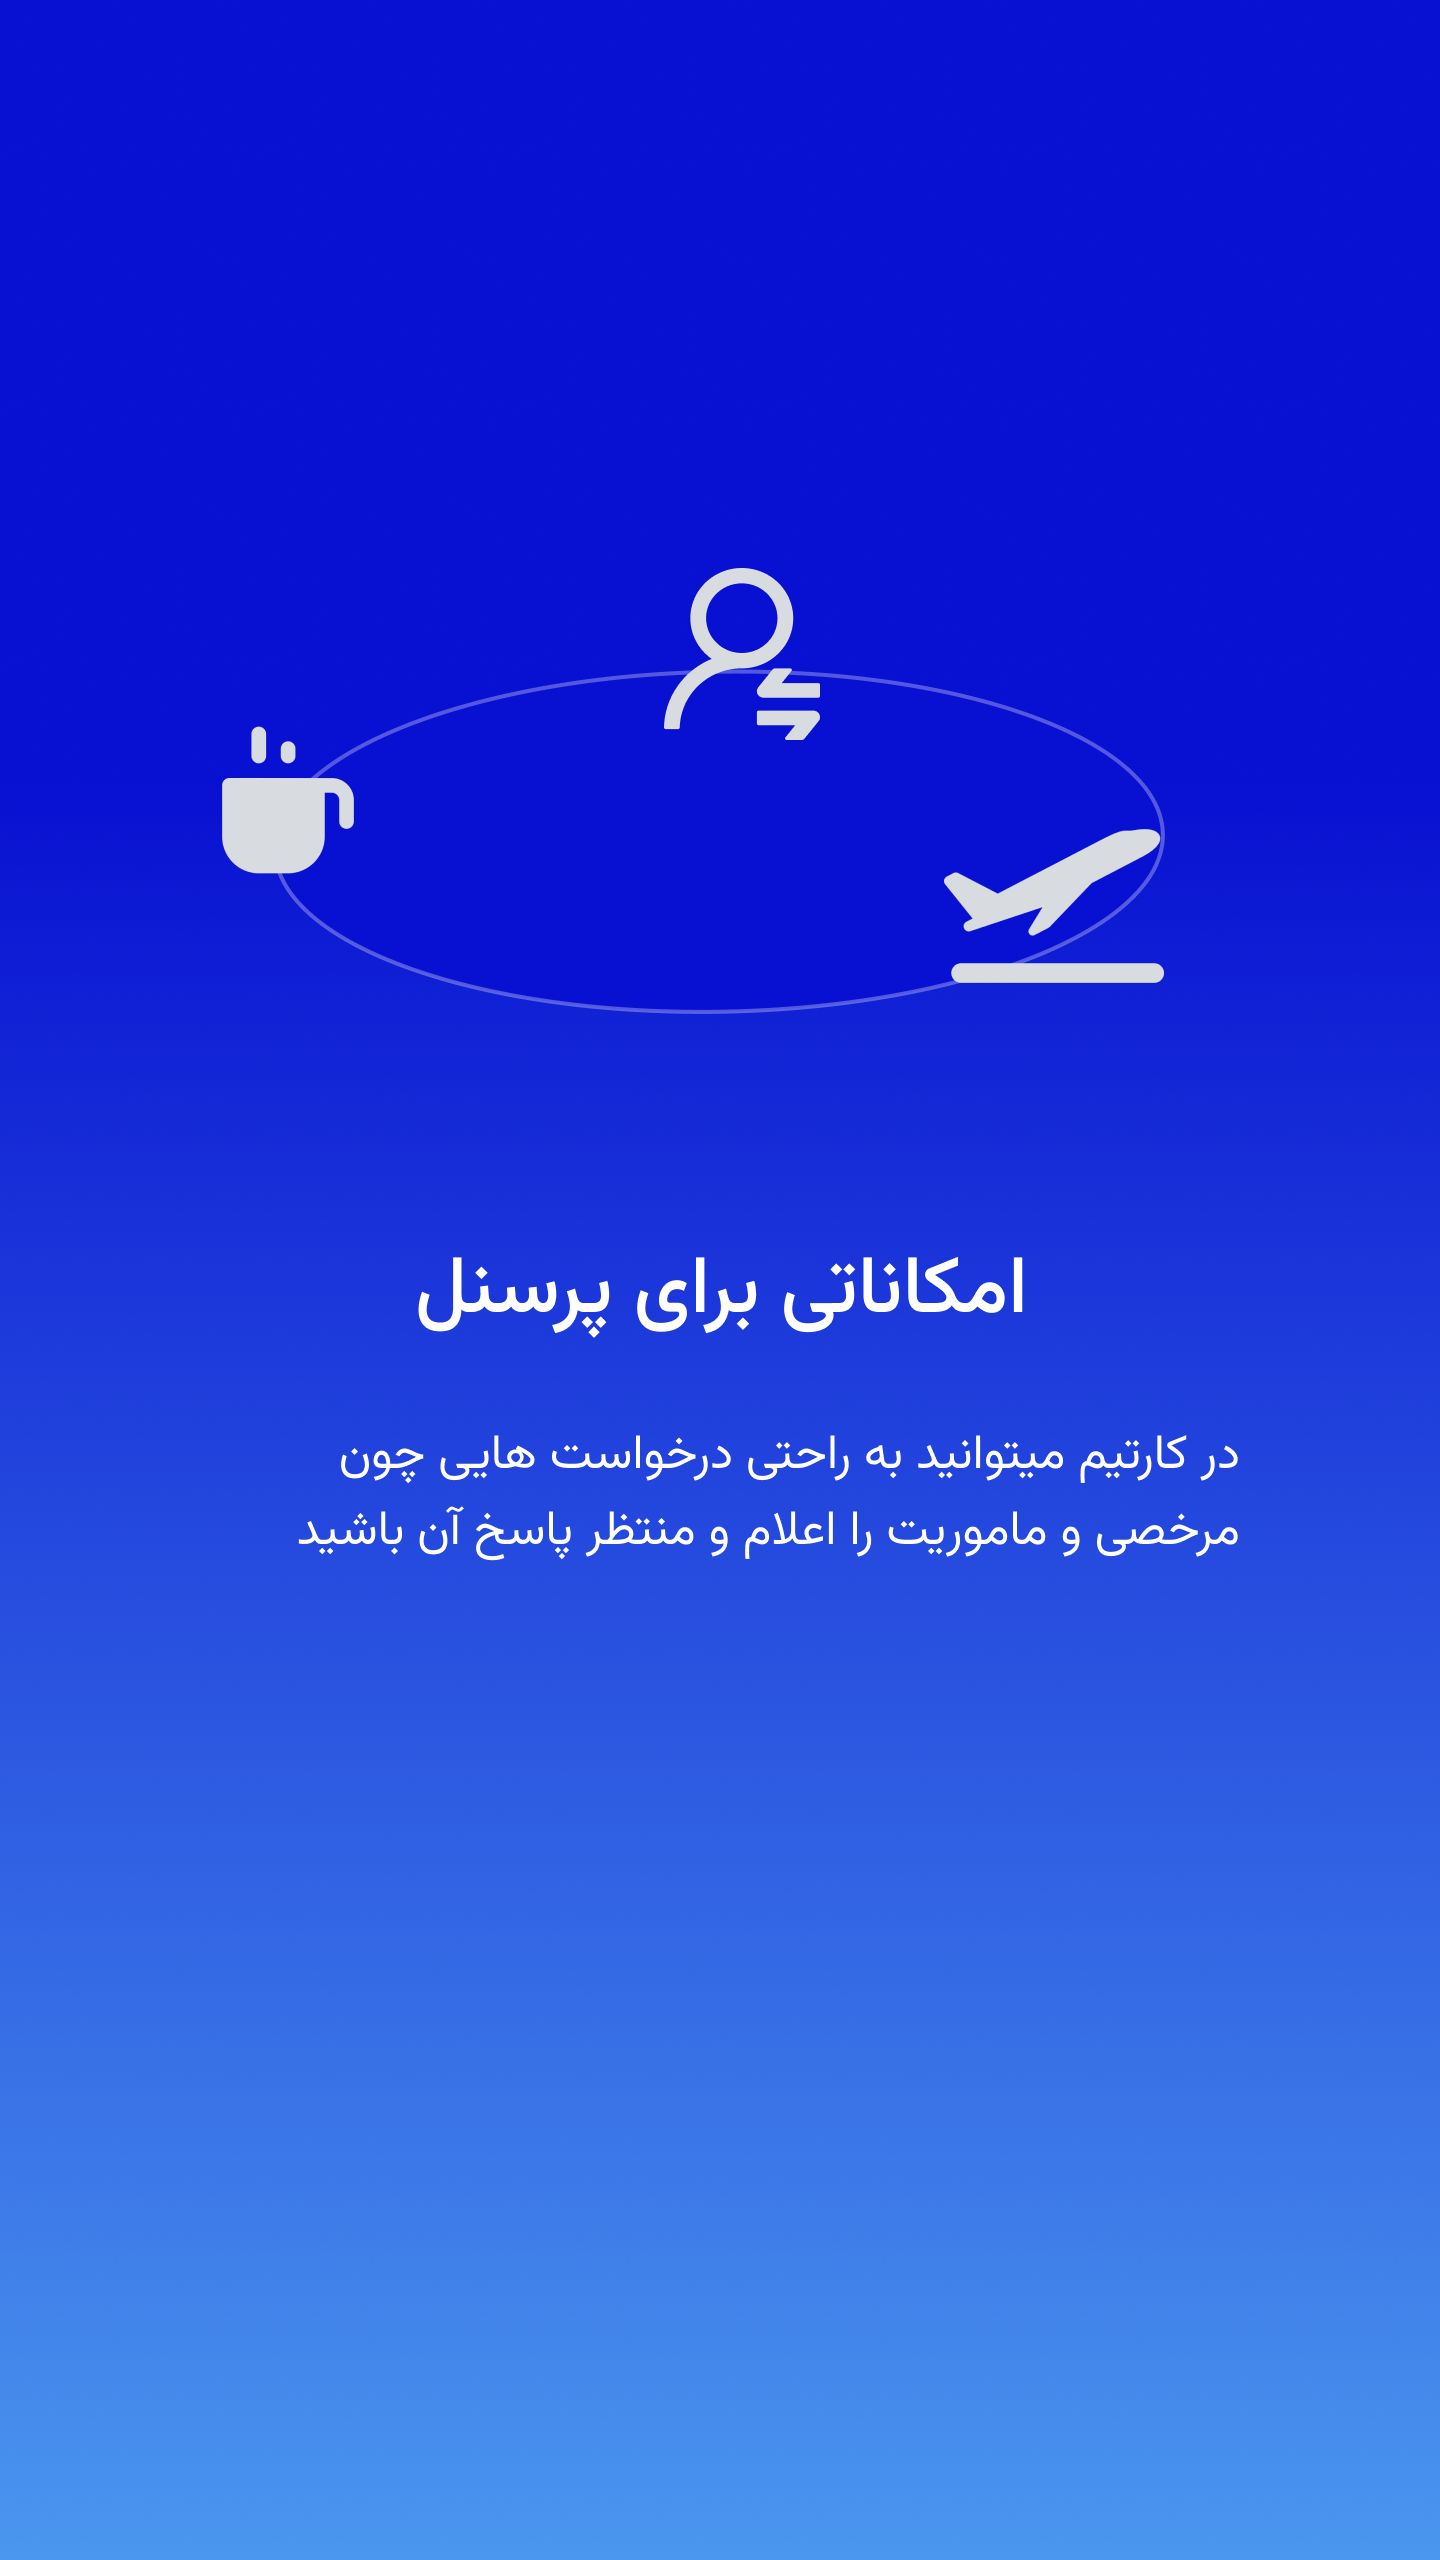 امکاناتی برای پرسنل
در کارتیم میتوانید به راحتی درخواست هایی چون
مرخصی و ماموریت را اعلام و منتظر پاسخ آن باشید